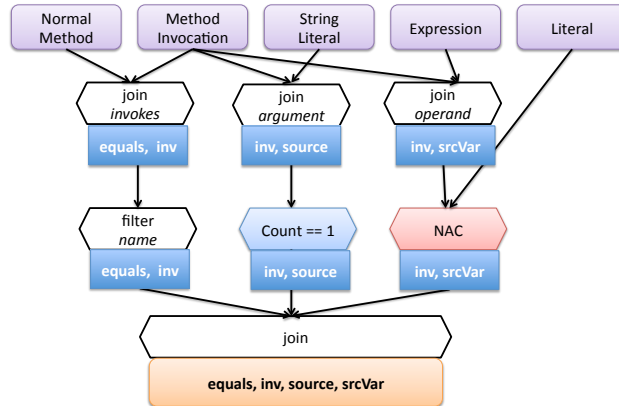 Normal
Method
Method
Invocation
String
Literal
Expression
Literal
join
invokes
join
argument
join
operand
equals, inv
inv, source
inv, srcVar
filter
name
Count == 1
NAC
equals, inv
inv, source
inv, srcVar
join
equals, inv, source, srcVar